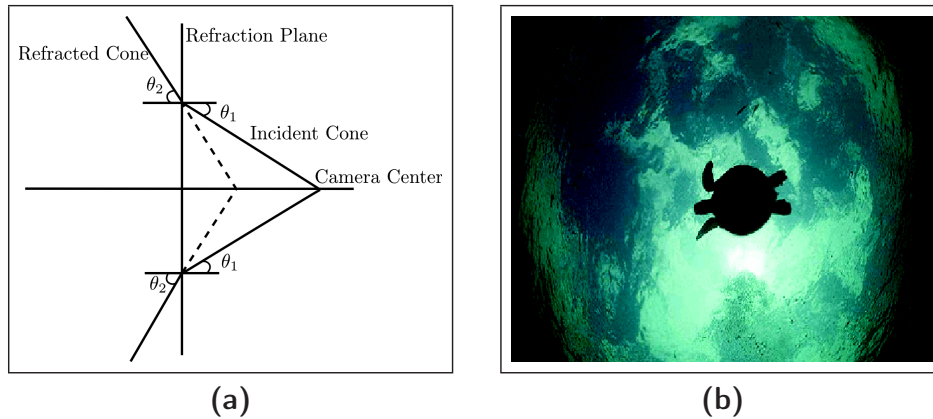 Refraction Plane
Refracted Cone
θ2
θ1
Incident Cone
Camera Center
θ1
θ2
(a)
(b)